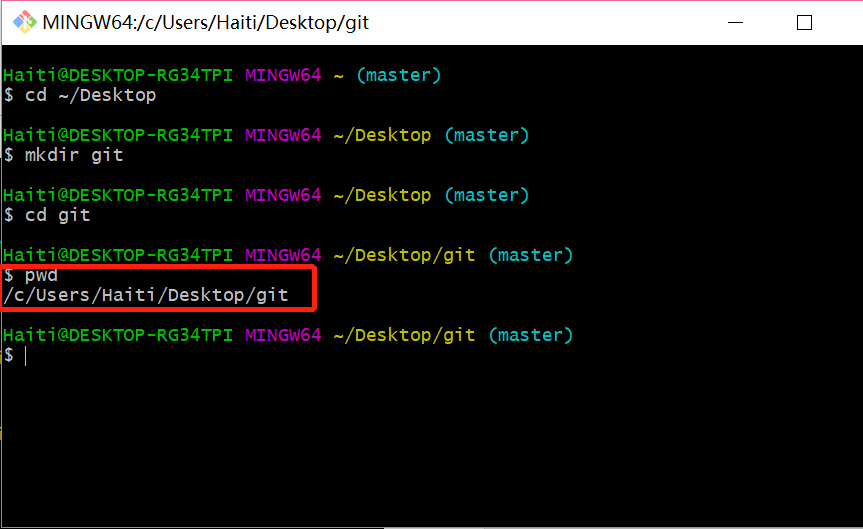 MINGW64:/c/Users/Haiti/Desktop/git
Haiti@DESKTOP-RG34TPI MINGW64 ~ (master)
$ cd ~/Desktop
Haiti@DESKTOP-RG34TPI MINGW64 ~/Desktop (master)
$ mkdir git
Haiti@DESKTOP-RG34TPI MINGW64 ~/Desktop (master)
$ cd git
Haiti@DESKTOP-RG34TPI MINGW64 ~/Desktop/git (master)
$ pwd
/c/Users/Haiti/Desktop/git
Haiti@DESKTOP-RG34TPI MINGW64 ~/Desktop/git (master)
$